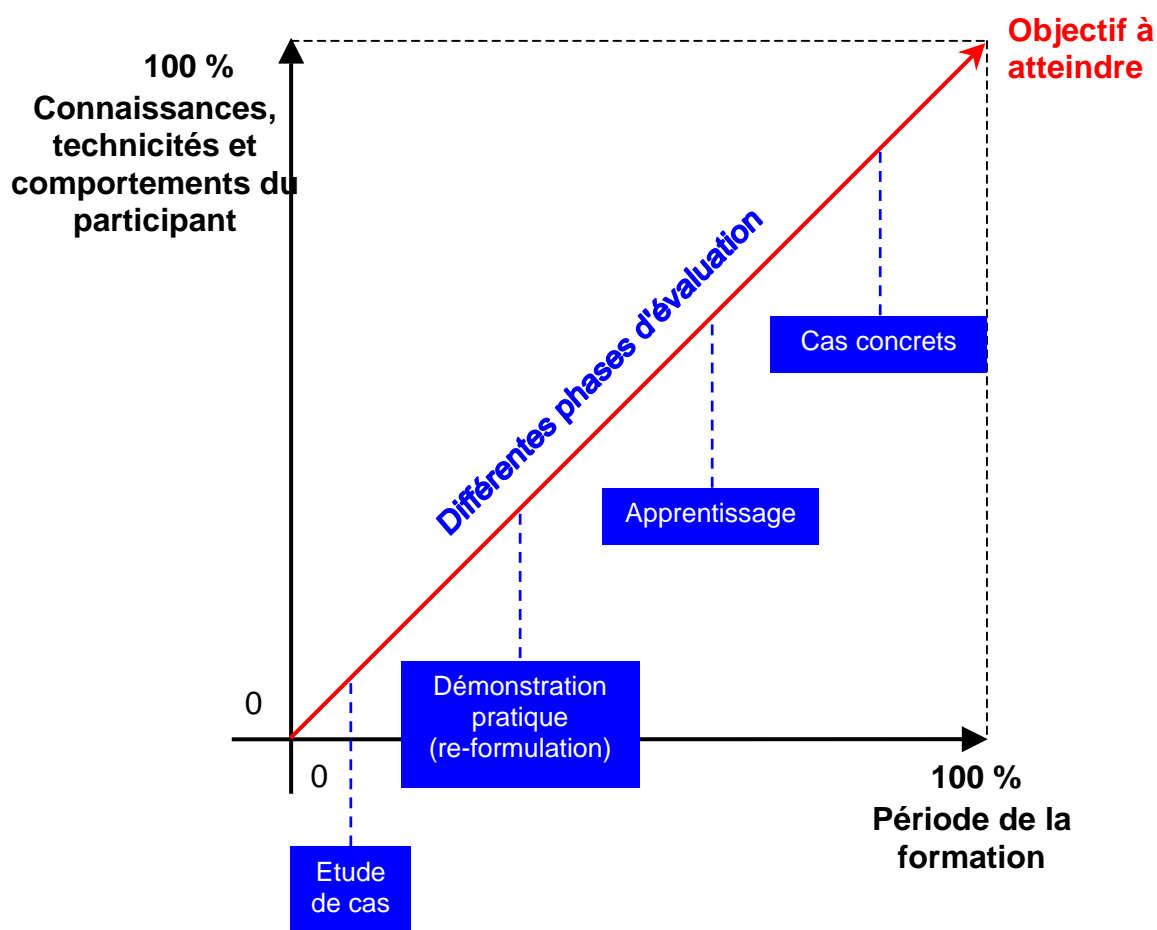 Objectif à
atteindre
100 %
Connaissances,
technicités et
comportements du
participant
Différentes phases d'évaluation
Cas concrets
Apprentissage
Démonstration
pratique
(re-formulation)
0
0
100 %
Période de la
formation
Etude
de cas